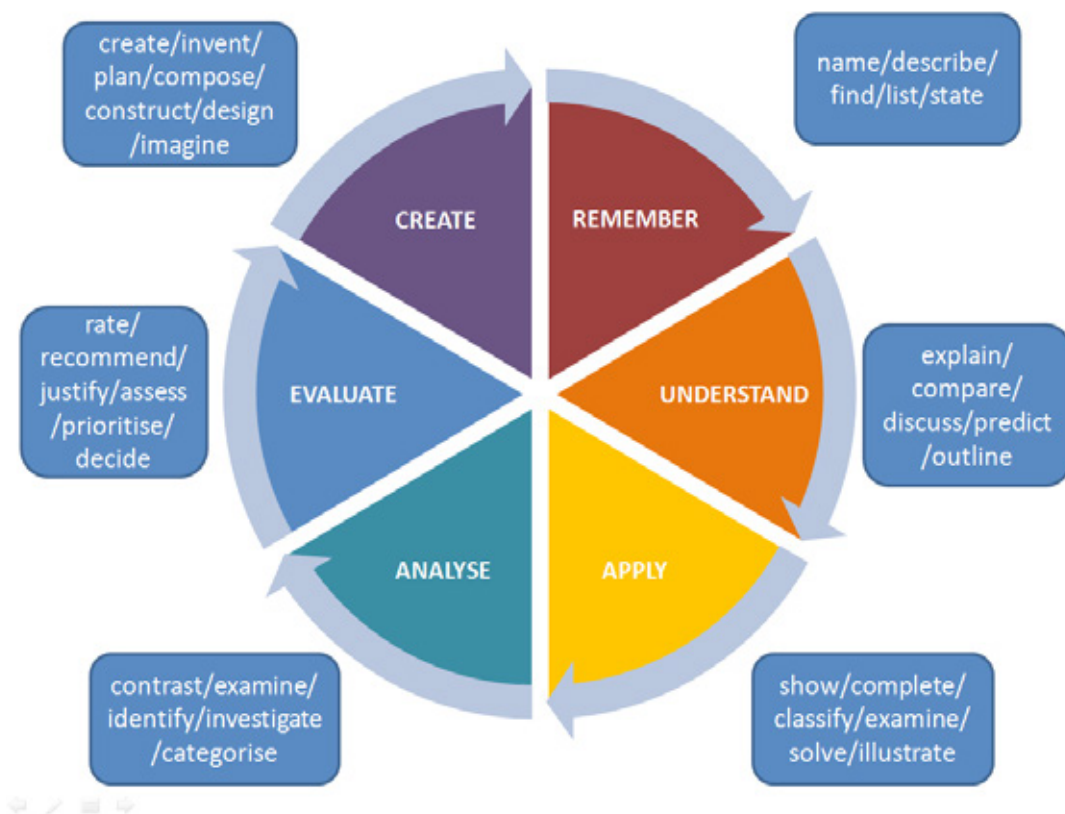 create/invent/
plan/compose/
construct/design
/imagine
name/describe/
find/list/state
CREATE
REMEMBER
rate/
recommend/
justify/assess
/prioritise/
decide
EVALUATE
UNDERSTAND
explain/
compare/
discuss/predict
/outline
ANALYSE
APPLY
contrast/examine/
identify/investigate
/categorise
show/complete/
classify/examine/
solve/illustrate